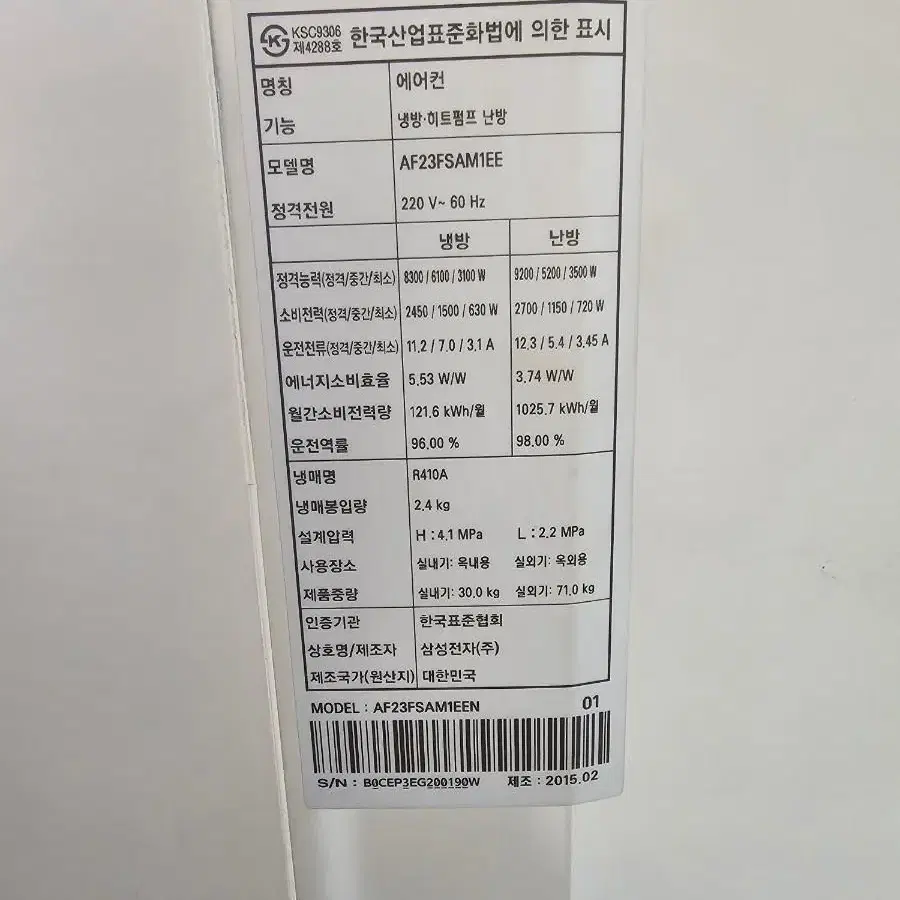 KSC9306
제4288호 한국산업표준화법에 의한 표시
명칭 에어컨
기능 냉방·히트펌프 난방
모델명 AF23FSAM1EE
정격전원 220 V~ 60 Hz
냉방 난방
정격능력(정격/중간/최소) 8300 / 6100 / 3100 W 9200 / 5200 / 3500 W
소비전력(정격/중간/최소) 2450 / 1500 / 630 W 2700 / 1150 / 720 W
운전전류(정격/중간/최소) 11.2 / 7.0 / 3.1 A 12.3 / 5.4 / 3.45 A
에너지소비효율 5.53 W/W 3.74 W/W
월간소비전력량 121.6 kWh/월 1025.7 kWh/월
운전역률 96.00 % 98.00 %
냉매명 R410A
냉매봉입량 2.4 kg
설계압력 H : 4.1 MPa L : 2.2 MPa
사용장소 실내기: 옥내용 실외기: 옥외용
제품중량 실내기: 30.0 kg 실외기: 71.0 kg
인증기관 한국표준협회
상호명/제조자 삼성전자(주)
제조국가(원산지) 대한민국
MODEL : AF23FSAM1EEN 01
S/N : B0CEP3EG200190W 제조 : 2015.02